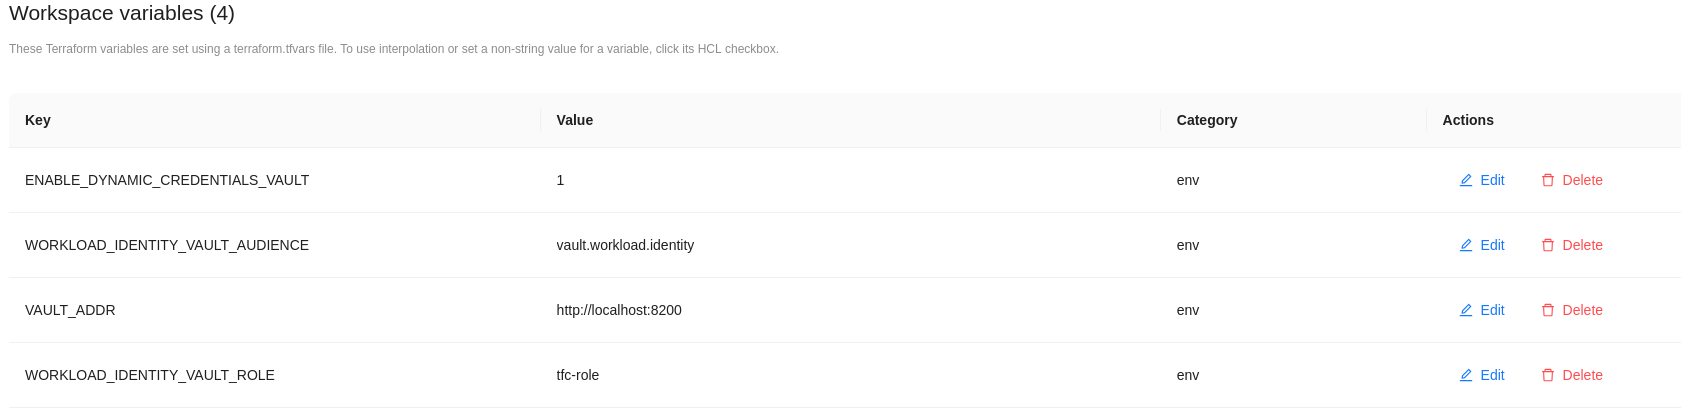 Workspace variables (4)
These Terraform variables are set using a terraform.tfvars file. To use interpolation or set a non-string value for a variable, click its HCL checkbox.
Key Value Category Actions
ENABLE_DYNAMIC_CREDENTIALS_VAULT 1 env Edit Delete
WORKLOAD_IDENTITY_VAULT_AUDIENCE vault.workload.identity env Edit Delete
VAULT_ADDR http://localhost:8200 env Edit Delete
WORKLOAD_IDENTITY_VAULT_ROLE tfc-role env Edit Delete